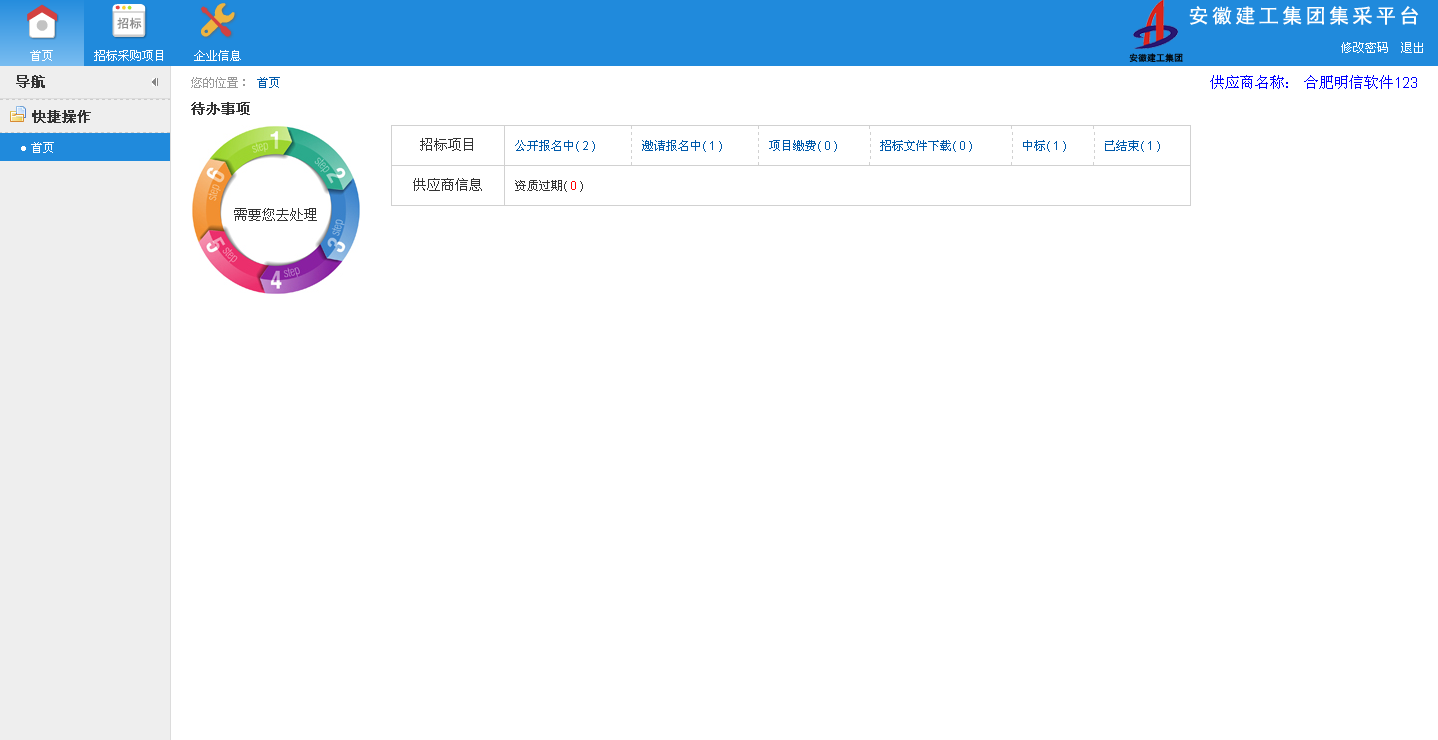 招标
首页 招标采购项目 企业信息
安徽建工集团
安徽建工集团集采平台
修改密码 退出
导航
快捷操作
首页
您的位置： 首页
供应商名称： 合肥明信软件123
待办事项
step 1
step 2
step 3
step 4
step 5
step 6
需要您去处理
招标项目 公开报名中(2) 邀请报名中(1) 项目缴费(0) 招标文件下载(0) 中标(1) 已结束(1)
供应商信息 资质过期(0)